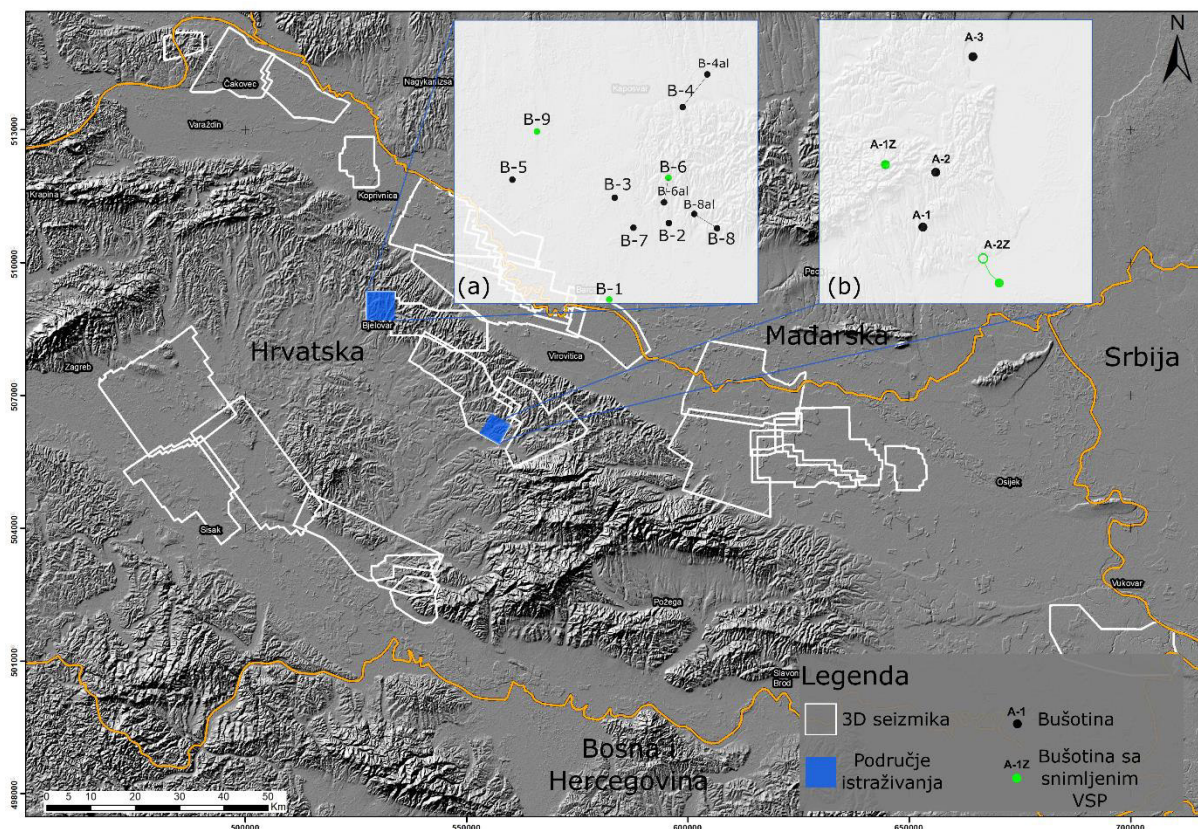 N
A-3
B-4al
Nagykanizsa
Kaposvar
B-4
Čakovec
Varaždin
513000
B-9
A-1Z
A-2
B-6
B-5
Krapina
Koprivnica
B-3
B-6al
B-8al
A-1
B-7
B-2
B-8
510000
A-2Z
(a)
B-1
(b)
Bjelovar
Hrvatska
Virovitica
Mađarska
Srbija
Zagreb
507000
Osijek
504000
Sisak
Vukovar
Požega
501000
Legenda
Slavon
Brod
3D seizmika
A-1
Bušotina
Bosna i
Hercegovina
Područje
istraživanja
A-1Z
Bušotina sa
snimljenim
VSP
498000
0 5 10 20 30 40 50
Km
500000
550000
600000
650000
700000